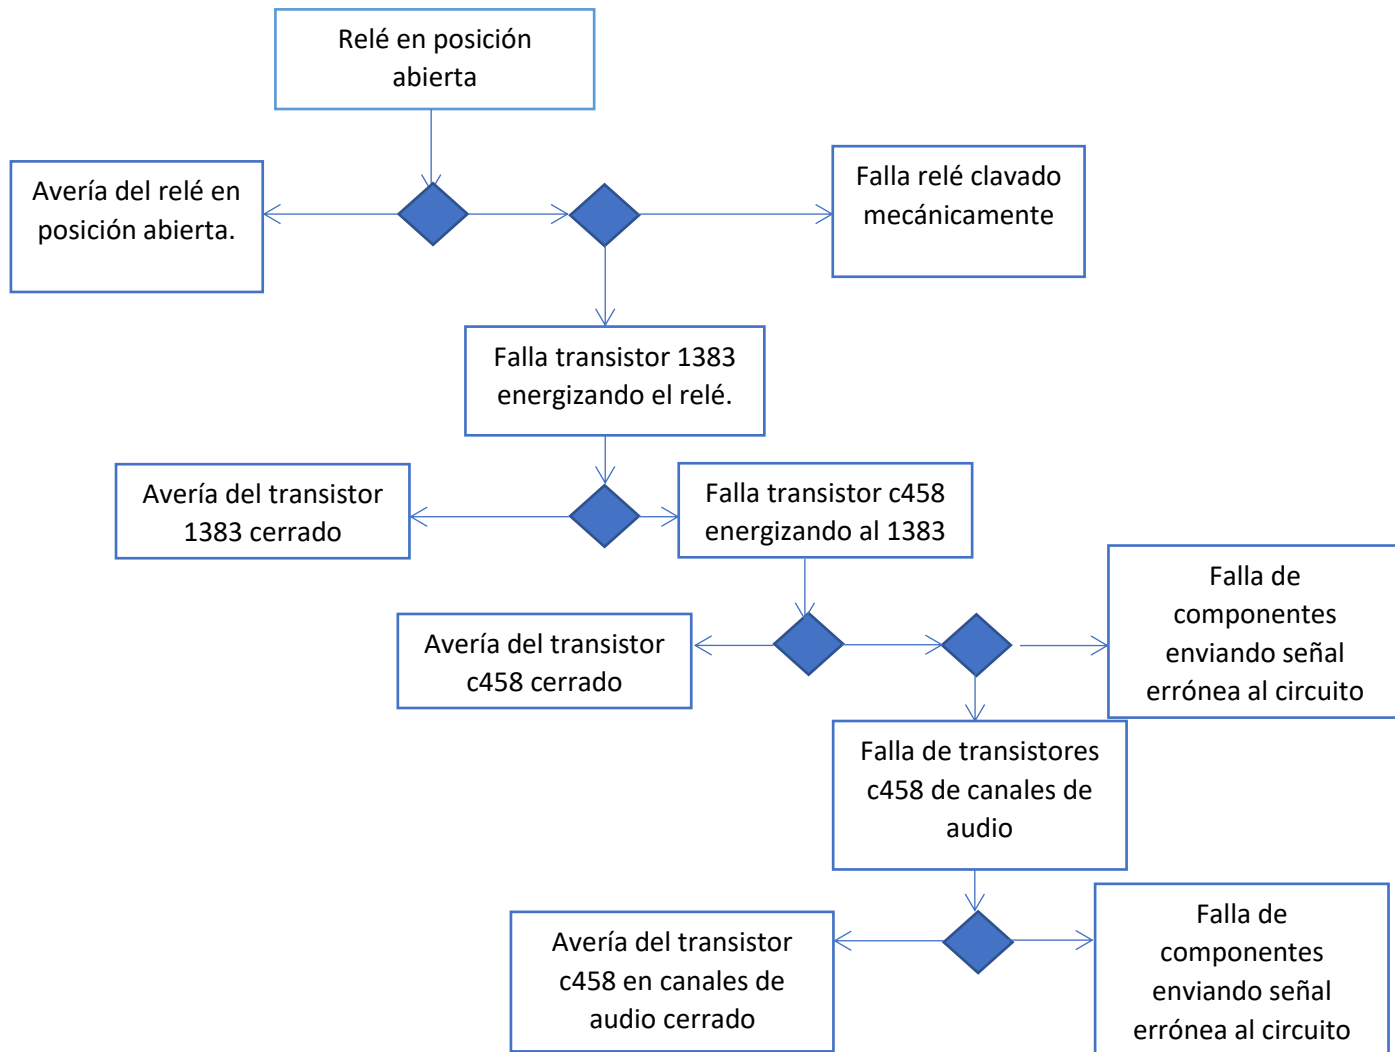 Relé en posición
abierta
Avería del relé en
posición abierta.
Falla relé clavado
mecánicamente
Falla transistor 1383
energizando el relé.
Avería del transistor
1383 cerrado
Falla transistor c458
energizando al 1383
Avería del transistor
c458 cerrado
Falla de
componentes
enviando señal
errónea al circuito
Falla de transistores
c458 de canales de
audio
Avería del transistor
c458 en canales de
audio cerrado
Falla de
componentes
enviando señal
errónea al circuito